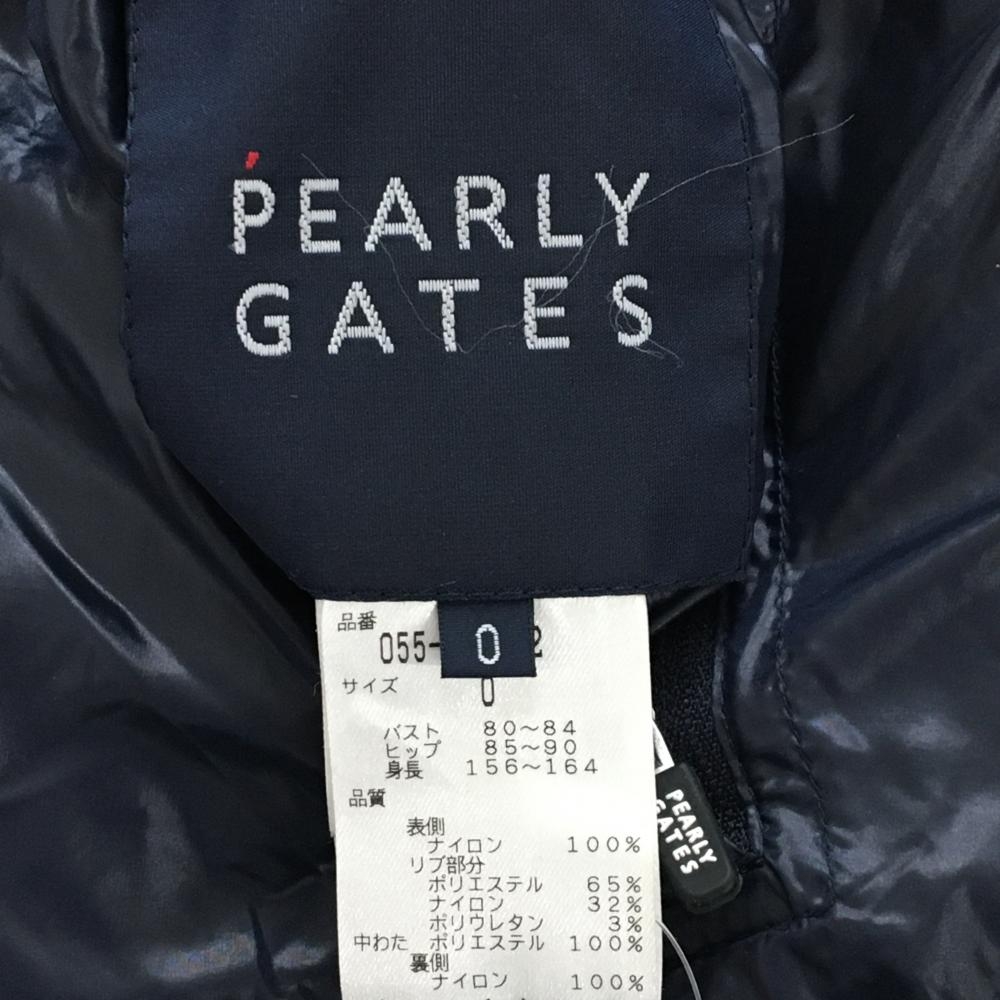 PEARLY
GATES
0
品番
055- 2
サイズ 0
バスト 80～84
ヒップ 85～90
身長 156～164
品質
表側
ナイロン 100%
リブ部分
ポリエステル 65%
ナイロン 32%
ポリウレタン 3%
中わた ポリエステル 100%
裏側
ナイロン 100%
PEARLY
GATES